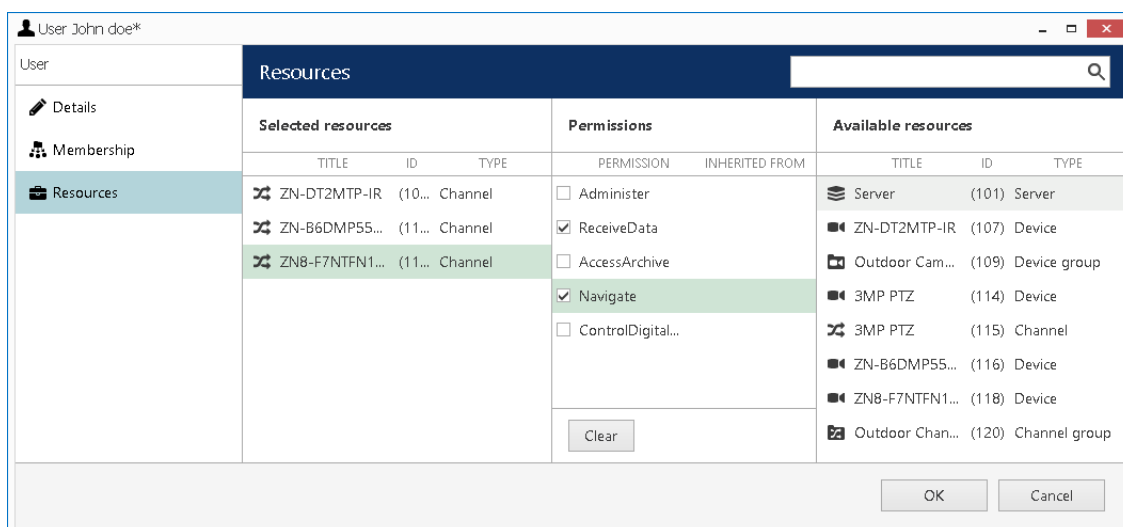 User John doe*
User
Resources
Details
Membership
Resources
Selected resources
TITLE ID TYPE
ZN-DT2MTP-IR (10... Channel
ZN-B6DMP55... (11... Channel
ZN8-F7NTFN1... (11... Channel
Permissions
PERMISSION INHERITED FROM
Administer
ReceiveData
AccessArchive
Navigate
ControlDigital...
Clear
Available resources
TITLE ID TYPE
Server (101) Server
ZN-DT2MTP-IR (107) Device
Outdoor Cam... (109) Device group
3MP PTZ (114) Device
3MP PTZ (115) Channel
ZN-B6DMP55... (116) Device
ZN8-F7NTFN1... (118) Device
Outdoor Chan... (120) Channel group
OK Cancel